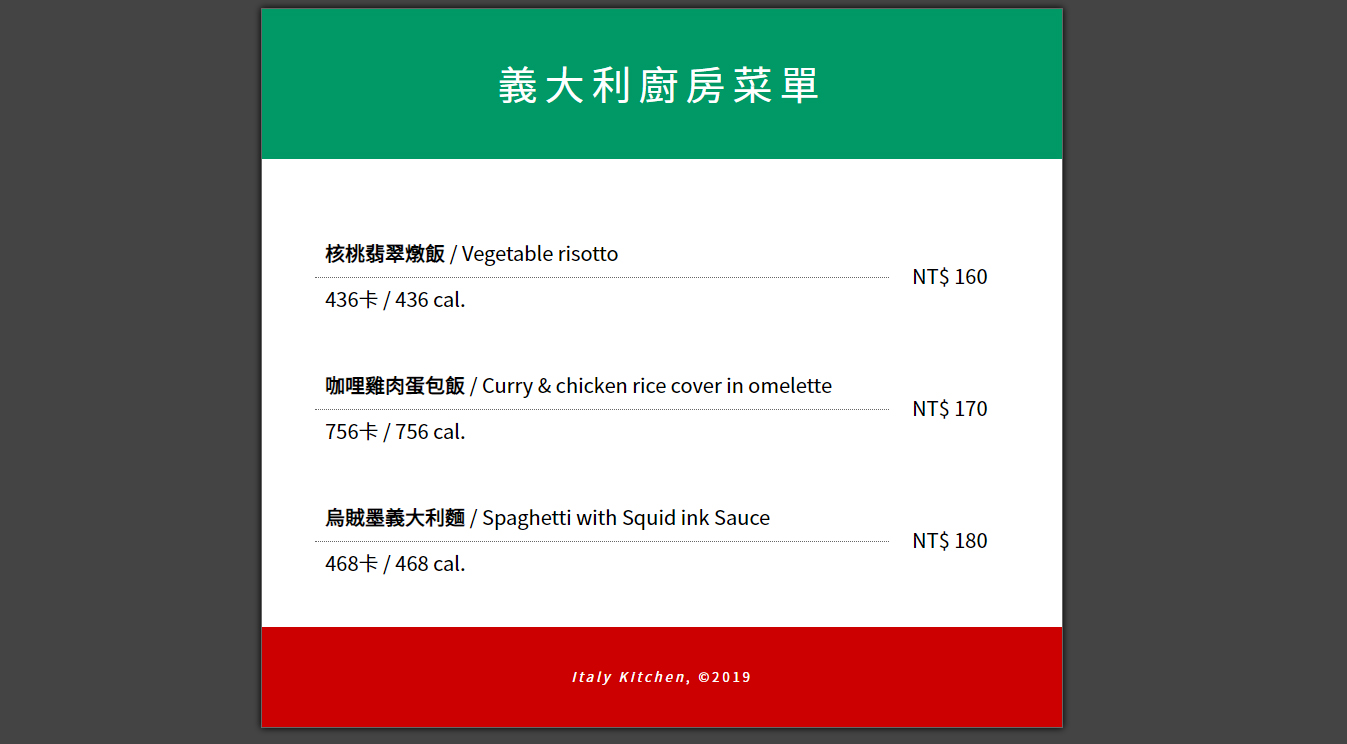 義大利廚房菜單
核桃翡翠燉飯 / Vegetable risotto
436卡 / 436 cal.
NT$ 160
咖哩雞肉蛋包飯 / Curry & chicken rice cover in omelette
756卡 / 756 cal.
NT$ 170
烏賊墨義大利麵 / Spaghetti with Squid ink Sauce
468卡 / 468 cal.
NT$ 180
Italy Kitchen, ©2019